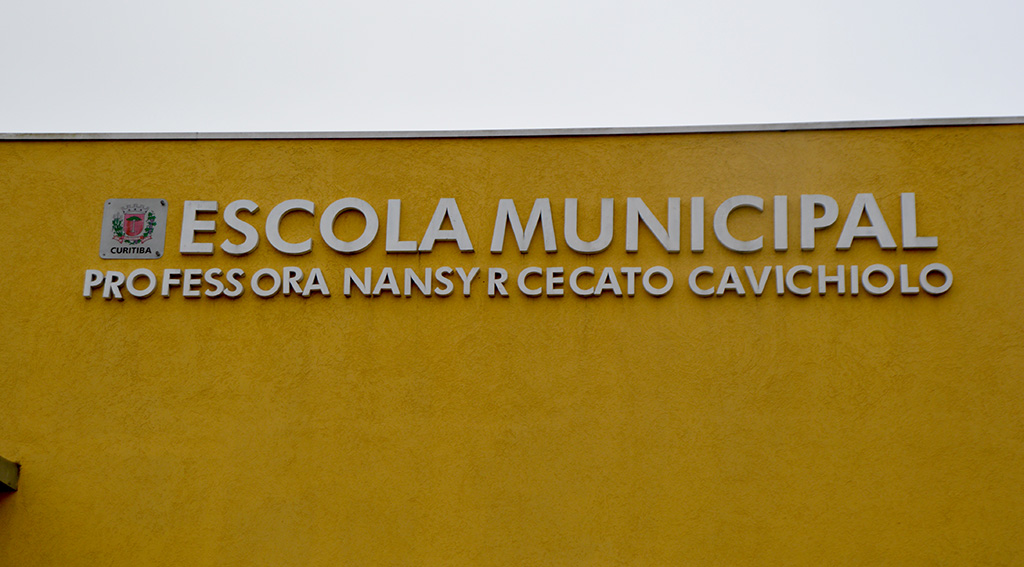 CURITIBA
ESCOLA MUNICIPAL
PROFESSORA NANSY R CECATO CAVICHIOLO